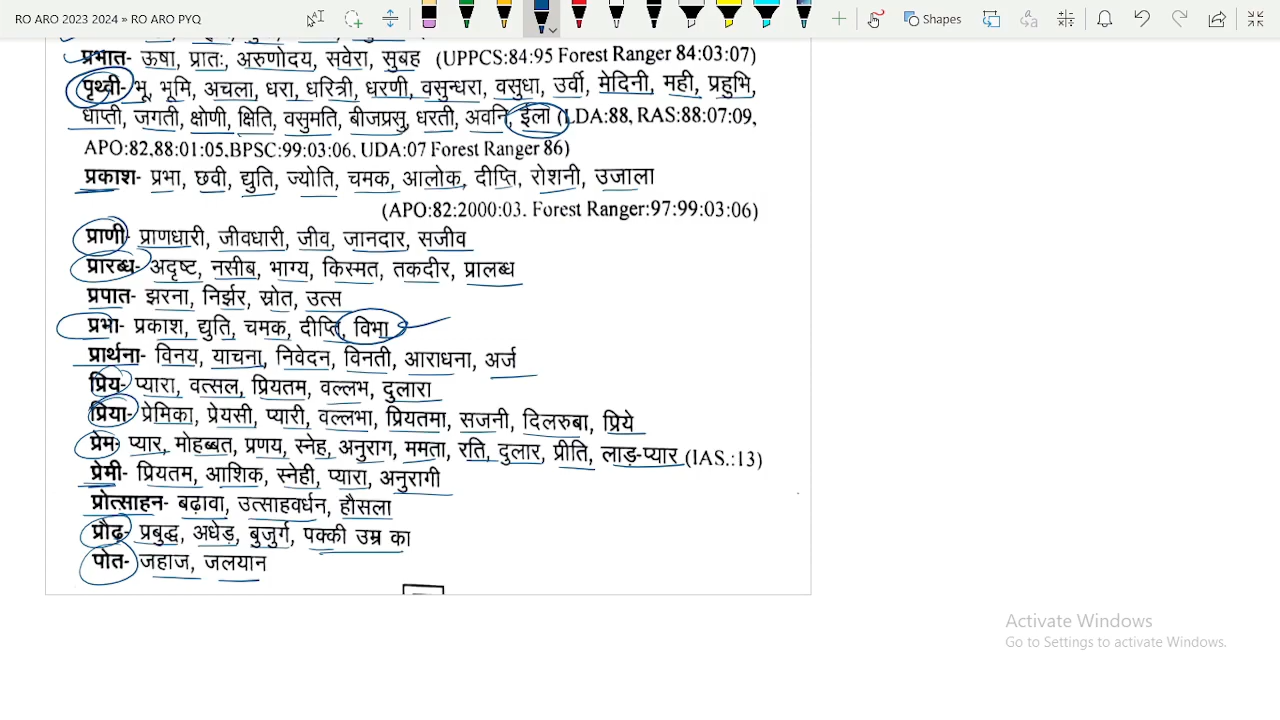 RO ARO 2023 2024 » RO ARO PYQ
Shapes
प्रभात- ऊषा, प्रातः, अरुणोदय, सवेरा, सुबह (UPPCS:84:95 Forest Ranger 84:03:07)
पृथ्वी- भू, भूमि, अचला, धरा, धरित्री, धरणी, वसुन्धरा, वसुधा, उर्वी, मेदिनी, मही, प्रहुभि,
धाप्ती, जगती, क्षोणी, क्षिति, वसुमति, बीजप्रसु, धरती, अवनि, ईला (LDA:88, RAS:88:07:09,
APO:82,88:01:05,BPSC:99:03:06, UDA:07 Forest Ranger 86)
प्रकाश- प्रभा, छवी, द्युति, ज्योति, चमक, आलोक, दीप्ति, रोशनी, उजाला
(APO:82:2000:03. Forest Ranger:97:99:03:06)
प्राणी- प्राणधारी, जीवधारी, जीव, जानदार, सजीव
प्रारब्ध- अदृष्ट, नसीब, भाग्य, किस्मत, तकदीर, प्रालब्ध
प्रपात- झरना, निर्झर, स्रोत, उत्स
प्रभा- प्रकाश, द्युति, चमक, दीप्ति, विभा
प्रार्थना- विनय, याचना, निवेदन, विनती, आराधना, अर्ज
प्रिय- प्यारा, वत्सल, प्रियतम, वल्लभ, दुलारा
प्रिया- प्रेमिका, प्रेयसी, प्यारी, वल्लभा, प्रियतमा, सजनी, दिलरुबा, प्रिये
प्रेम- प्यार, मोहब्बत, प्रणय, स्नेह, अनुराग, ममता, रति, दुलार, प्रीति, लाड़-प्यार (IAS.:13)
प्रेमी- प्रियतम, आशिक, स्नेही, प्यारा, अनुरागी
प्रोत्साहन- बढ़ावा, उत्साहवर्धन, हौसला
प्रौढ़- प्रबुद्ध, अधेड़, बुजुर्ग, पक्की उम्र का
पोत- जहाज, जलयान
Activate Windows
Go to Settings to activate Windows.